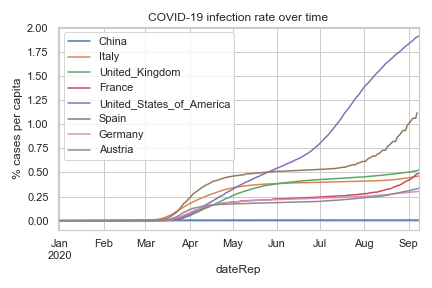 COVID-19 infection rate over time
2.00
1.75
1.50
1.25
1.00
0.75
0.50
0.25
0.00
% cases per capita
China
Italy
United_Kingdom
France
United_States_of_America
Spain
Germany
Austria
Jan Feb Mar Apr May Jun Jul Aug Sep
2020
dateRep